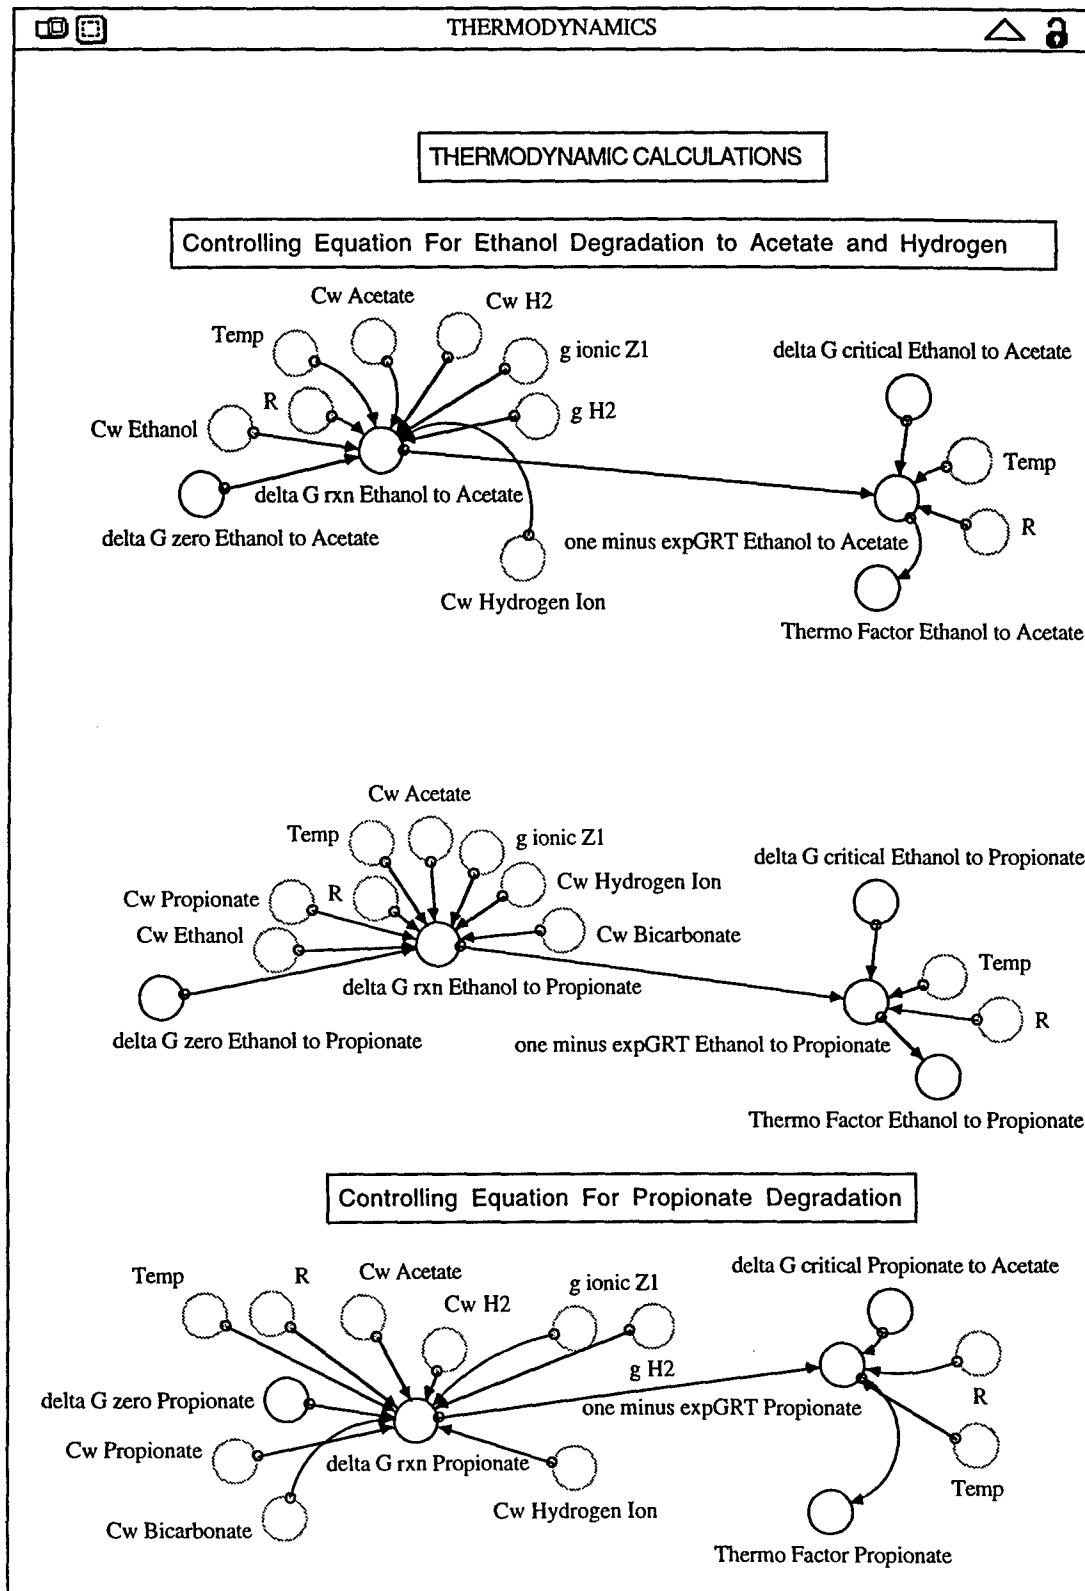 THERMODYNAMICS
THERMODYNAMIC CALCULATIONS
Controlling Equation For Ethanol Degradation to Acetate and Hydrogen
Cw Acetate
Cw H2
Temp
g ionic Z1
delta G critical Ethanol to Acetate
R
g H2
Cw Ethanol
Temp
delta G rxn Ethanol to Acetate
delta G zero Ethanol to Acetate
one minus expGRT Ethanol to Acetate
R
Cw Hydrogen Ion
Thermo Factor Ethanol to Acetate
Cw Acetate
Temp
g ionic Z1
delta G critical Ethanol to Propionate
Cw Propionate
R
Cw Hydrogen Ion
Cw Ethanol
Cw Bicarbonate
Temp
delta G rxn Ethanol to Propionate
R
delta G zero Ethanol to Propionate
one minus expGRT Ethanol to Propionate
Thermo Factor Ethanol to Propionate
Controlling Equation For Propionate Degradation
Temp
R
Cw Acetate
g ionic Z1
delta G critical Propionate to Acetate
Cw H2
g H2
delta G zero Propionate
one minus expGRT Propionate
R
Cw Propionate
delta G rxn Propionate
Temp
Cw Hydrogen Ion
Cw Bicarbonate
Thermo Factor Propionate